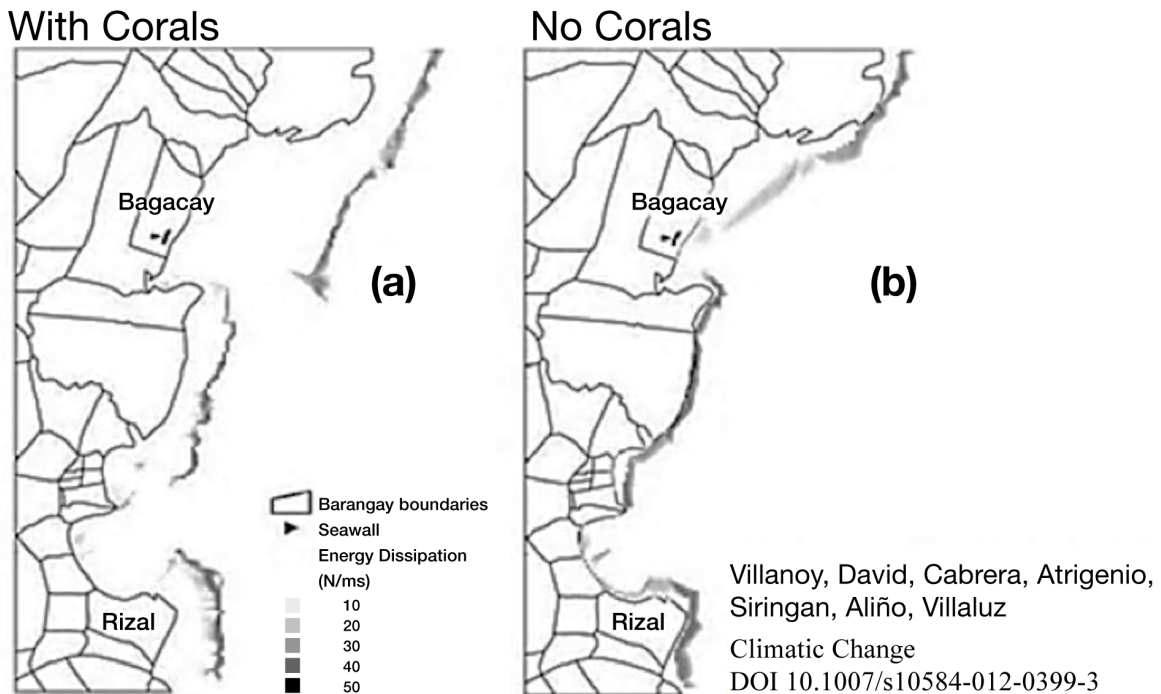 With Corals
No Corals
Bagacay
Bagacay
(a)
(b)
Barangay boundaries
Seawall
Energy Dissipation
(N/ms)
10
20
30
40
50
Rizal
Rizal
Villanoy, David, Cabrera, Atrigenio,
Siringan, Aliño, Villaluz
Climatic Change
DOI 10.1007/s10584-012-0399-3